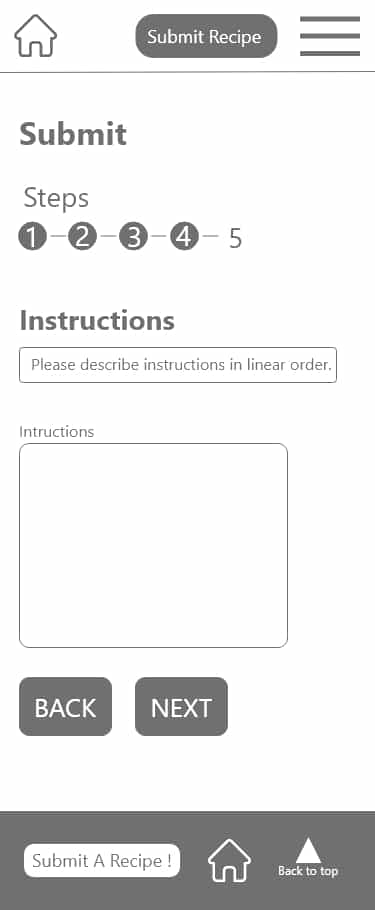 Submit Recipe
Submit
Steps
1 2 3 4 5
Instructions
Please describe instructions in linear order.
Intructions
BACK NEXT
Submit A Recipe !
Back to top